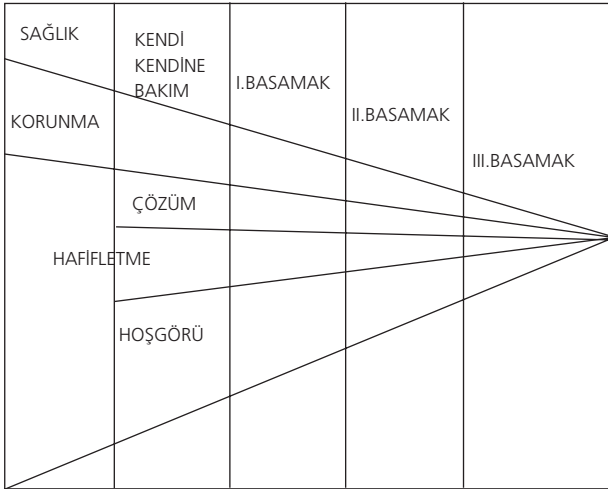 SAĞLIK
KENDİ
KENDİNE
BAKIM
I.BASAMAK
II.BASAMAK
III.BASAMAK
KORUNMA
ÇÖZÜM
HAFİFLETME
HOŞGÖRÜ